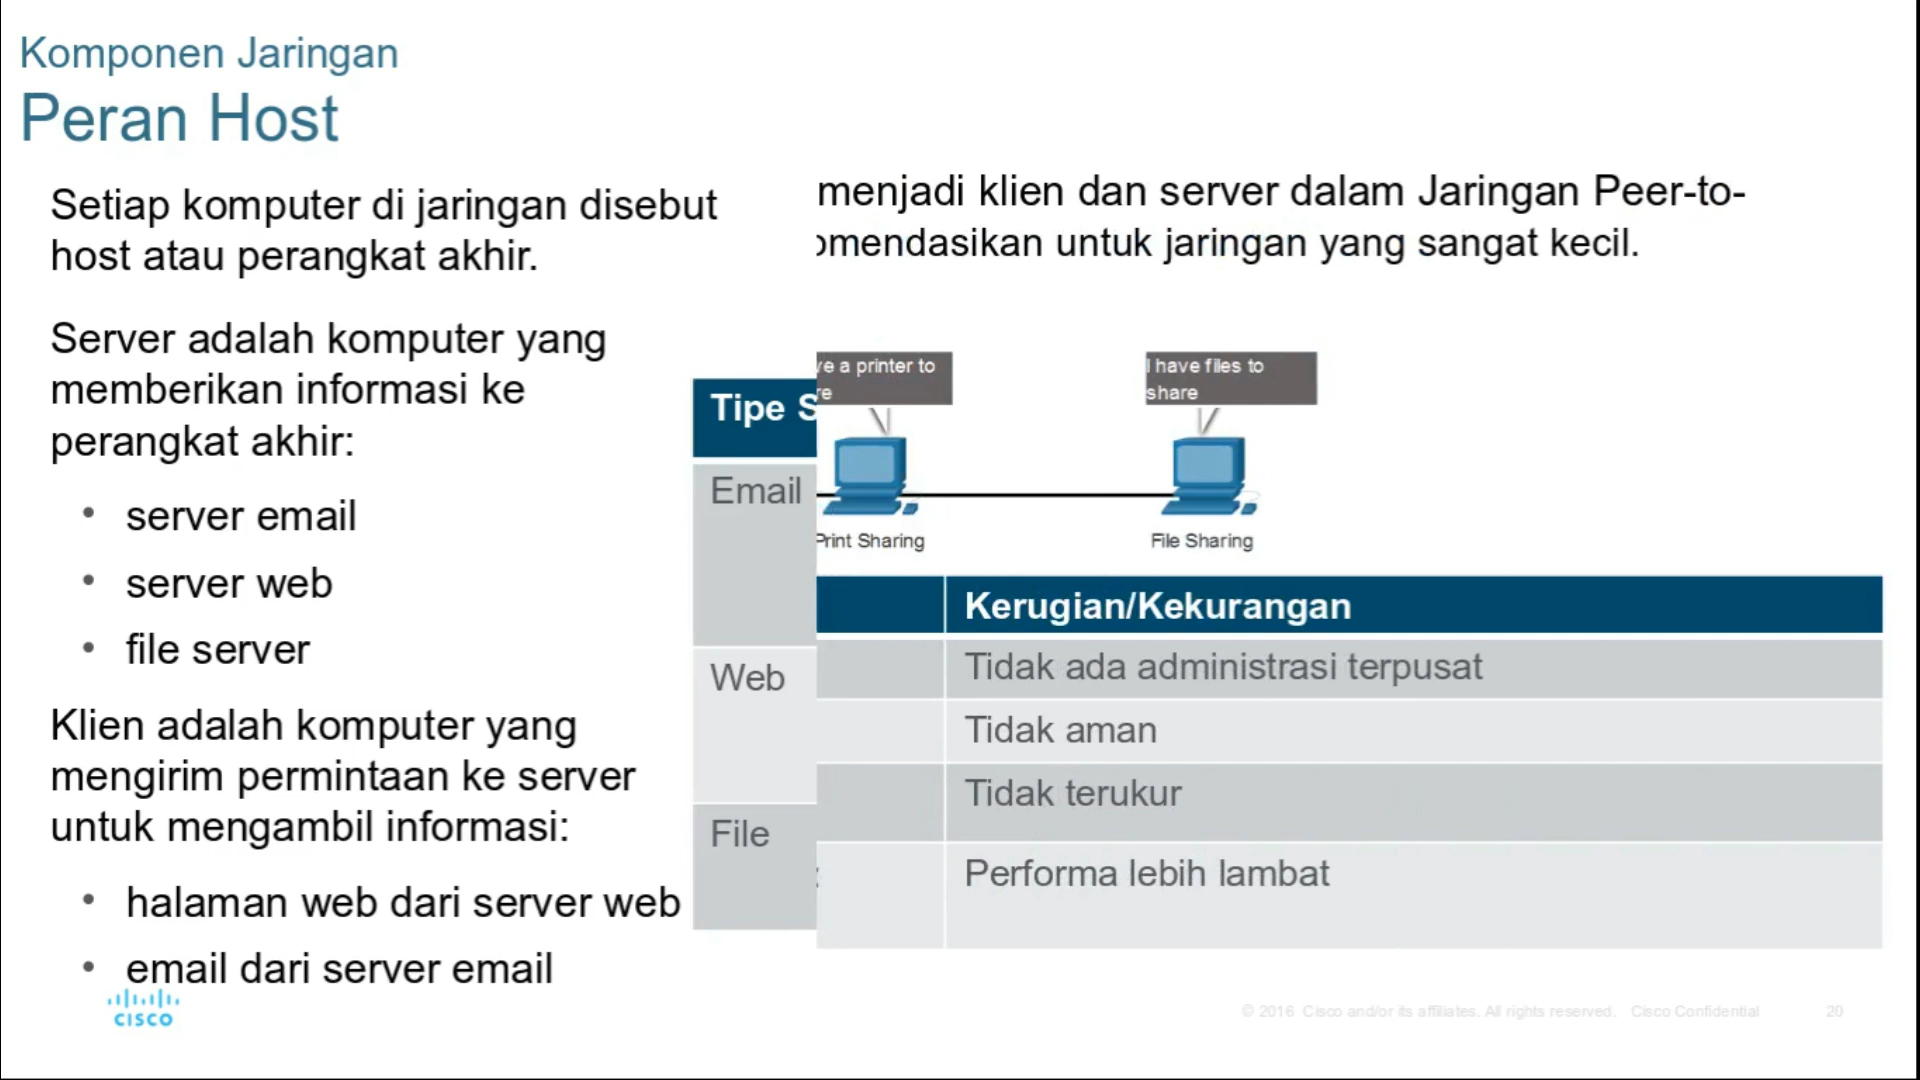 Komponen Jaringan
Peran Host
Setiap komputer di jaringan disebut
host atau perangkat akhir.
Server adalah komputer yang
memberikan informasi ke
perangkat akhir:
• server email
• server web
• file server
Klien adalah komputer yang
mengirim permintaan ke server
untuk mengambil informasi:
• halaman web dari server web
• email dari server email
Tipe
Email
Web
File
menjadi klien dan server dalam Jaringan Peer-to-
untuk jaringan yang sangat kecil.
a printer to
I have files to
share
Print Sharing
File Sharing
Kerugian/Kekurangan
Tidak ada administrasi terpusat
Tidak aman
Tidak terukur
Performa lebih lambat
CISCO
© 2016 Cisco and/or its affiliates. All rights reserved. Cisco Confidential
20